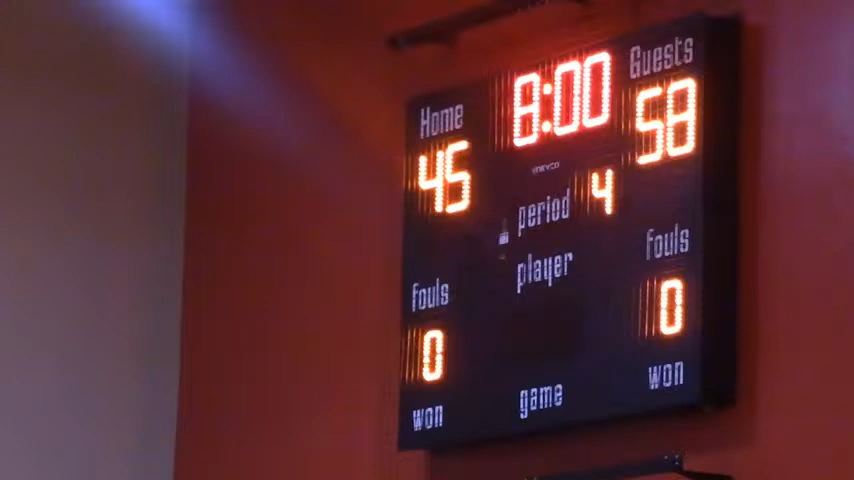 Home 8:00 Guests
45 58
period 4
player
fouls fouls
0 0
won game won